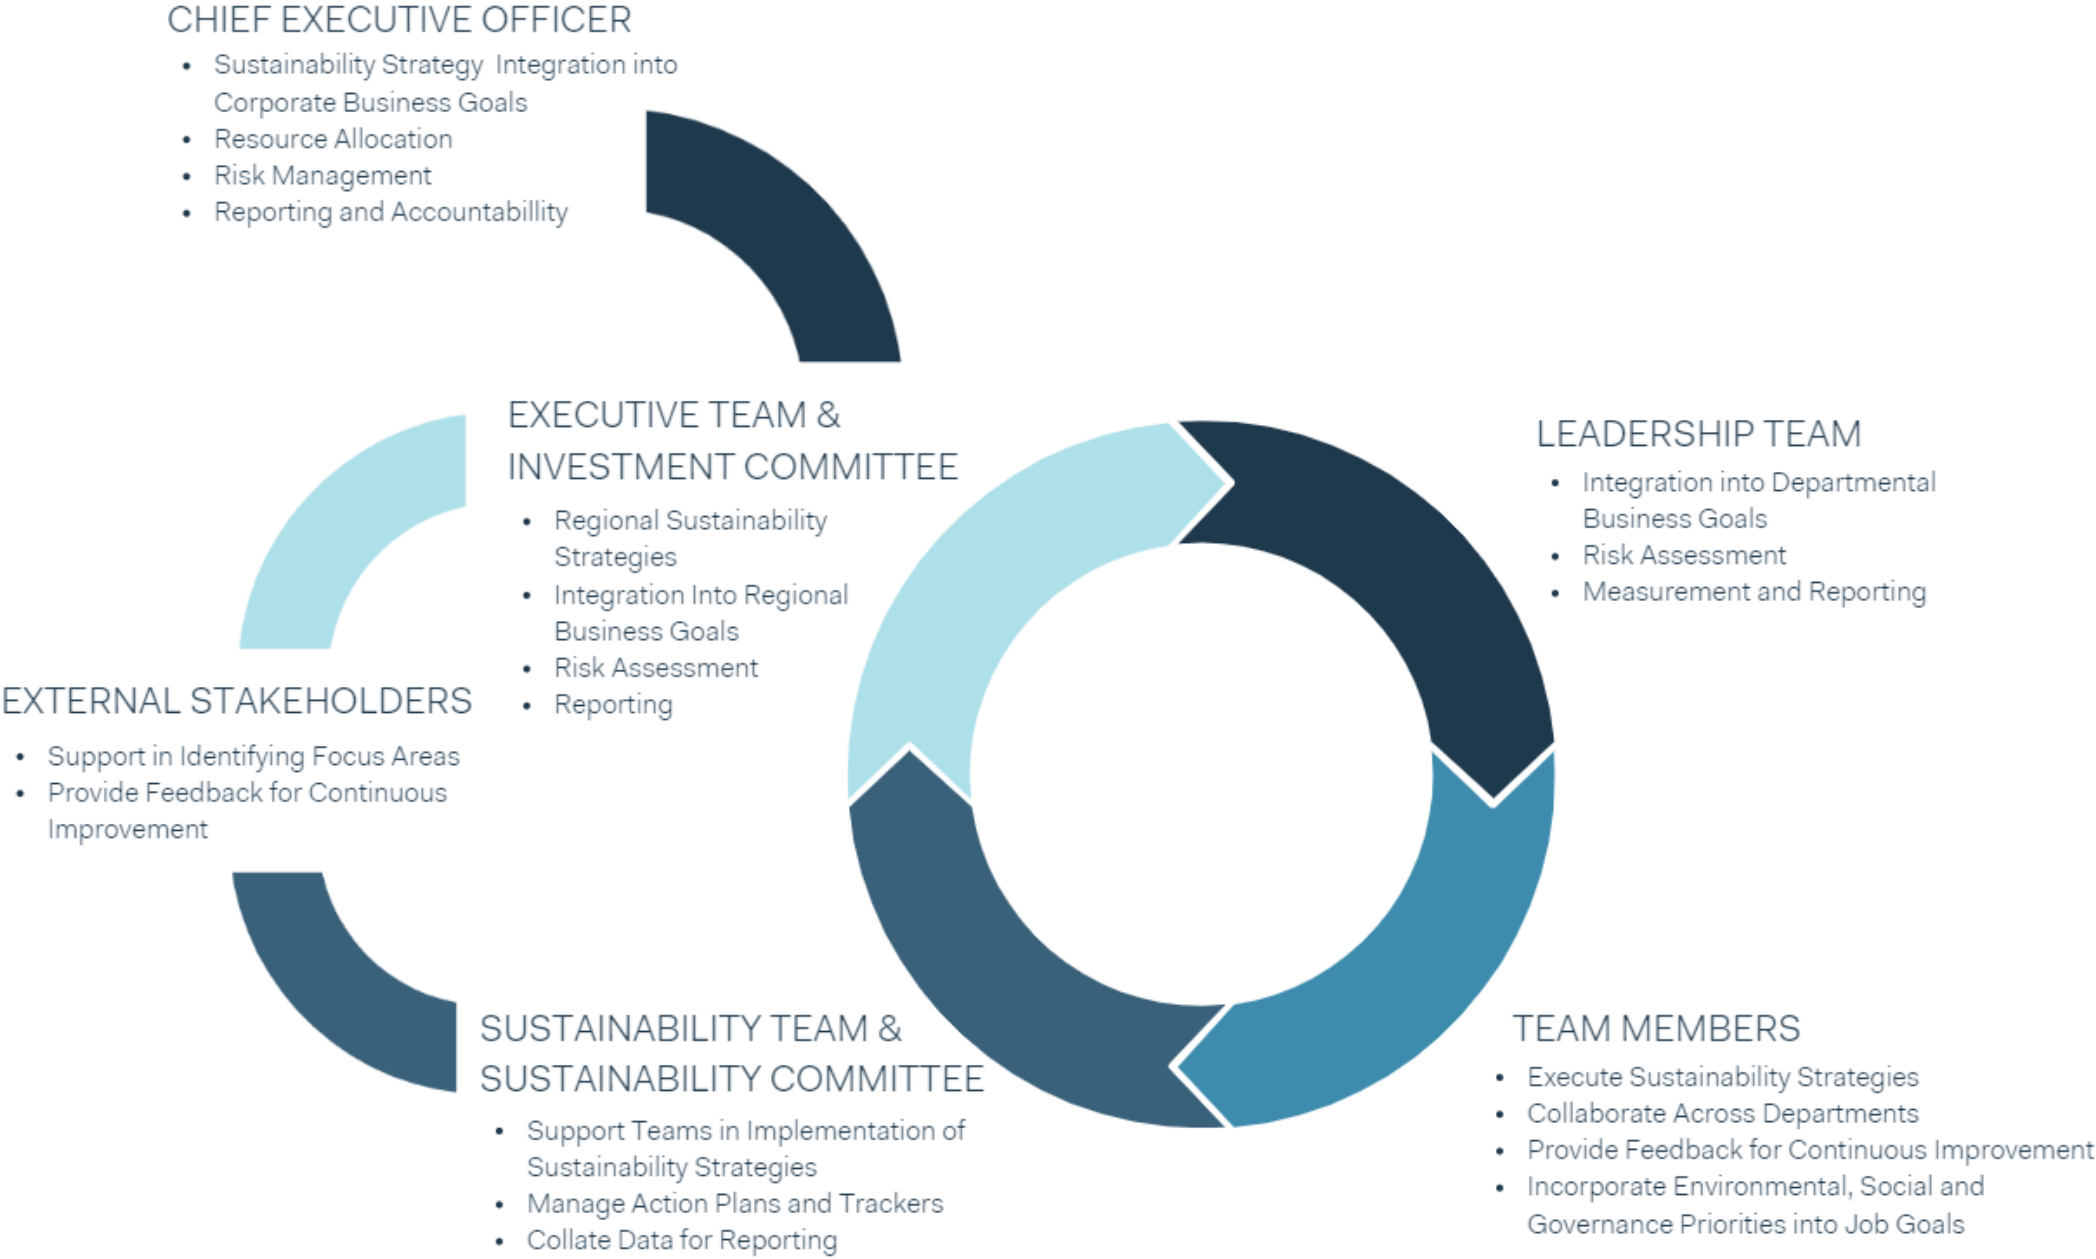 CHIEF EXECUTIVE OFFICER
• Sustainability Strategy Integration into
Corporate Business Goals
• Resource Allocation
• Risk Management
• Reporting and Accountabillity
EXECUTIVE TEAM &
INVESTMENT COMMITTEE
• Regional Sustainability
Strategies
• Integration Into Regional
Business Goals
• Risk Assessment
• Reporting
LEADERSHIP TEAM
• Integration into Departmental
Business Goals
• Risk Assessment
• Measurement and Reporting
EXTERNAL STAKEHOLDERS
• Support in Identifying Focus Areas
• Provide Feedback for Continuous
Improvement
SUSTAINABILITY TEAM &
SUSTAINABILITY COMMITTEE
• Support Teams in Implementation of
Sustainability Strategies
• Manage Action Plans and Trackers
• Collate Data for Reporting
TEAM MEMBERS
• Execute Sustainability Strategies
• Collaborate Across Departments
• Provide Feedback for Continuous Improvement
• Incorporate Environmental, Social and
Governance Priorities into Job Goals